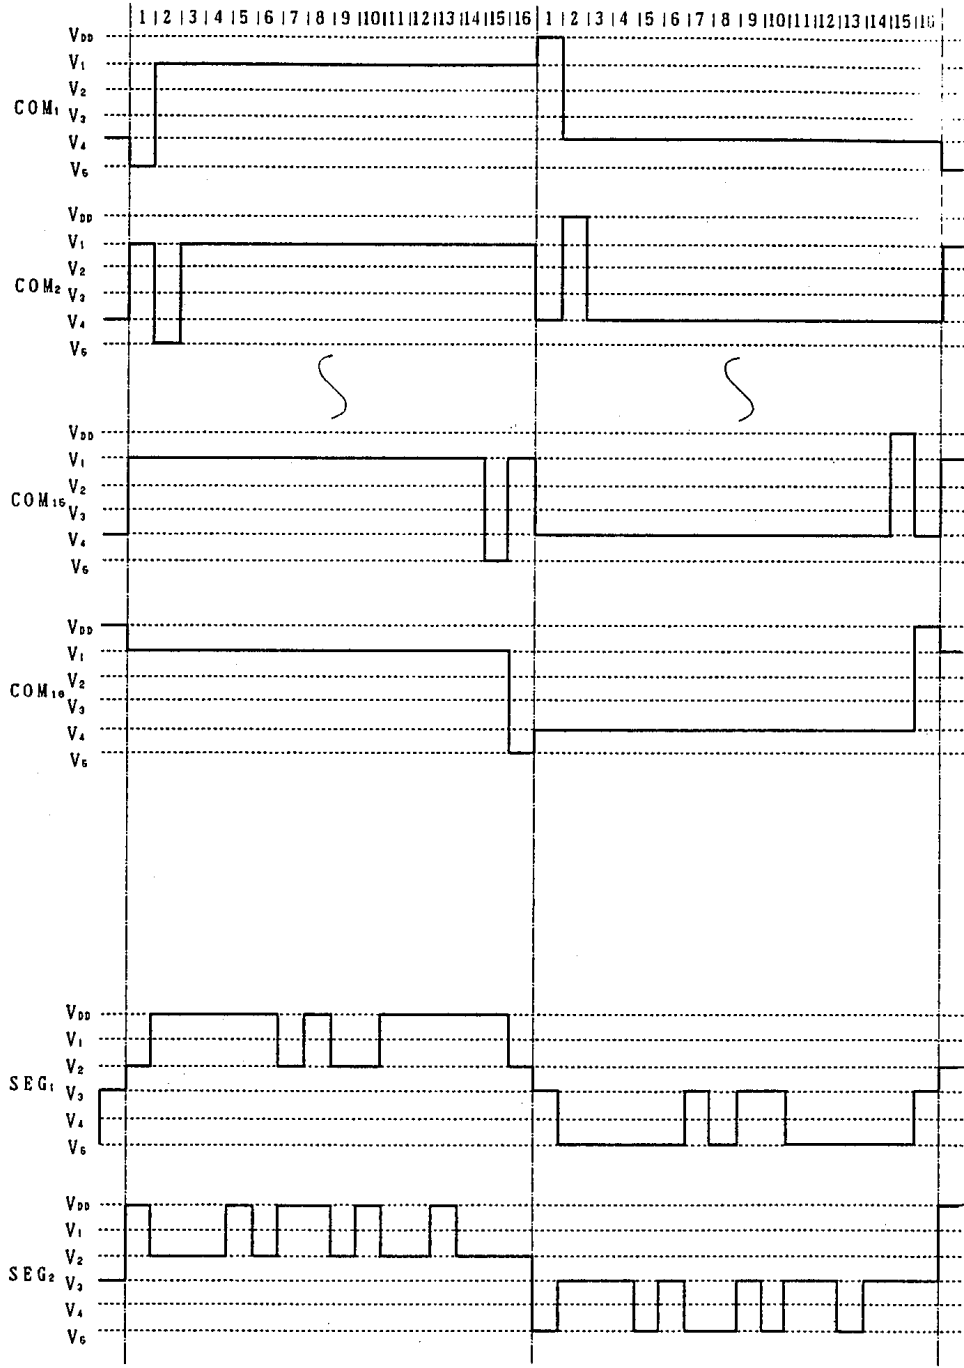 1 | 2 | 3 | 4 | 5 | 6 | 7 | 8 | 9 |10|11|12|13|14|15| 16 | 1 | 2 | 3 | 4 | 5 | 6 | 7 | 8 | 9 |10|11|12|13|14|15|16|
VDD
V1
V2
COM1
V3
V4
V5
VDD
V1
V2
COM2
V3
V4
V5
VDD
V1
V2
COM15
V3
V4
V5
VDD
V1
V2
COM16
V3
V4
V5
VDD
V1
V2
SEG1
V3
V4
V5
VDD
V1
V2
SEG2
V3
V4
V5